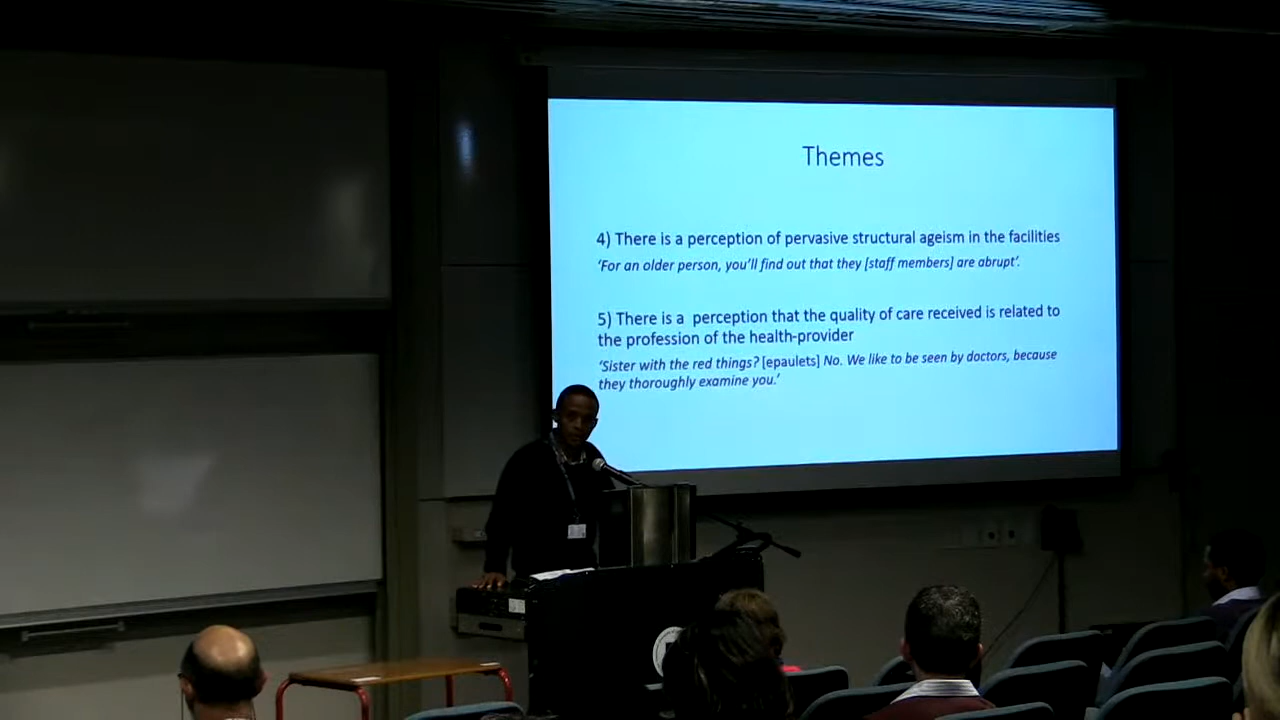 Themes
4) There is a perception of pervasive structural ageism in the facilities
‘For an older person, you’ll find out that they [staff members] are abrupt’.
5) There is a  perception that the quality of care received is related to
the profession of the health-provider
‘Sister with the red things? [epaulets] No. We like to be seen by doctors, because
they thoroughly examine you.’